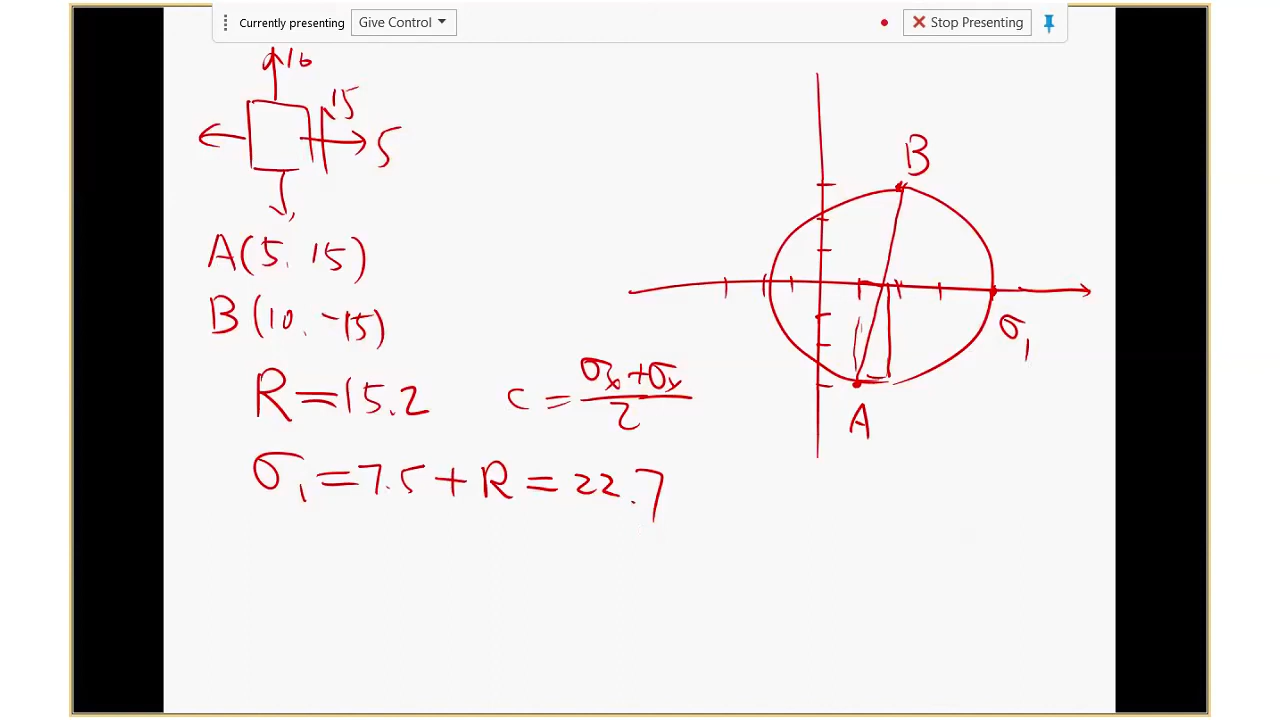 Currently presenting Give Control Stop Presenting
10
15
5
A(5, 15)
B(10, -15)
R=15.2
c = σx+σy / 2
σ1 = 7.5 + R = 22.7
B
σ1
A